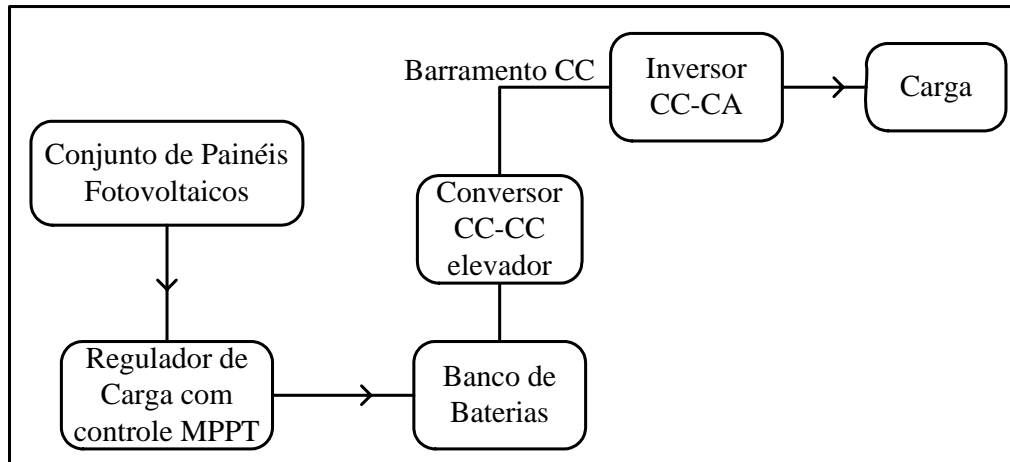 Conjunto de Painéis
Fotovoltaicos
Regulador de
Carga com
controle MPPT
Banco de
Baterias
Conversor
CC-CC
elevador
Barramento CC
Inversor
CC-CA
Carga